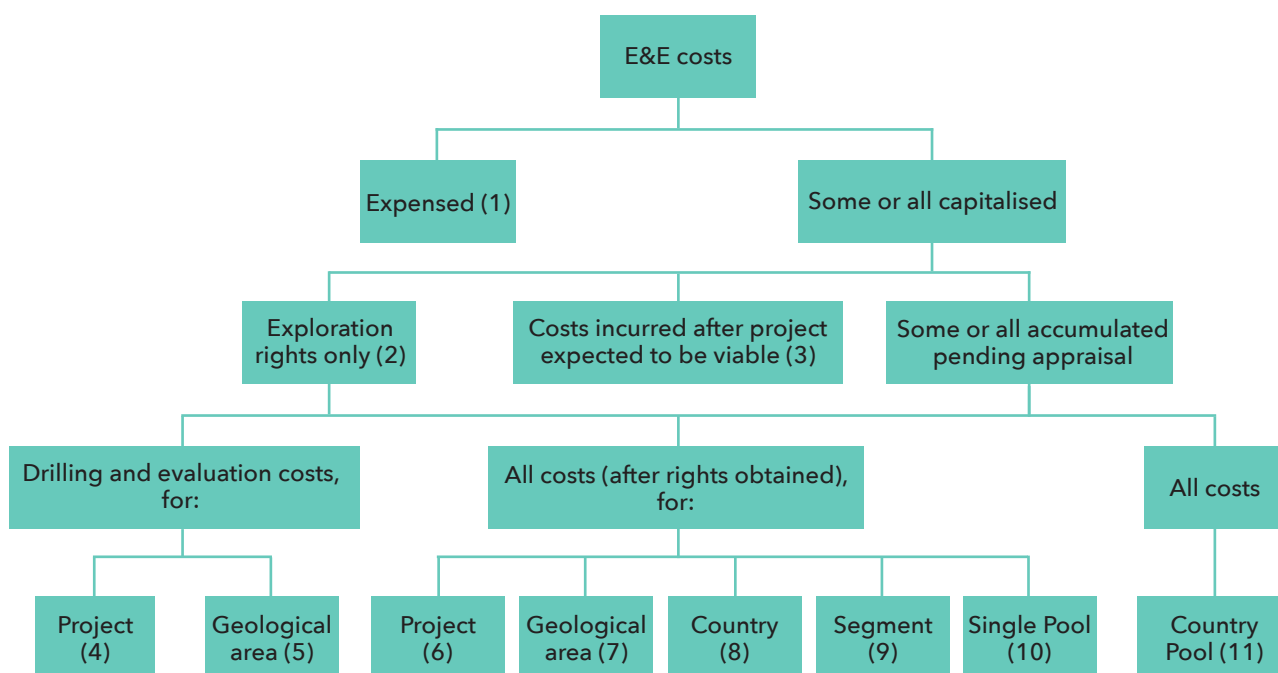 E&E costs
Expensed (1)
Some or all capitalised
Exploration
rights only (2)
Costs incurred after project
expected to be viable (3)
Some or all accumulated
pending appraisal
Drilling and evaluation costs,
for:
All costs (after rights obtained),
for:
All costs
Project
(4)
Geological
area (5)
Project
(6)
Geological
area (7)
Country
(8)
Segment
(9)
Single Pool
(10)
Country
Pool (11)